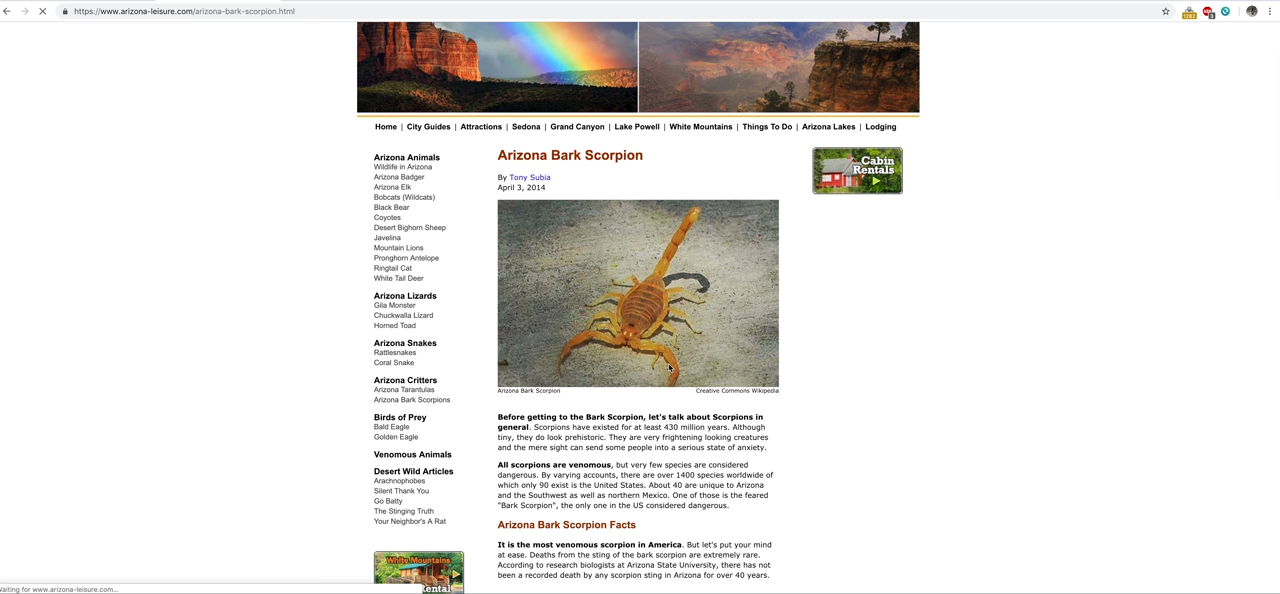 https://www.arizona-leisure.com/arizona-bark-scorpion.html
Home | City Guides | Attractions | Sedona | Grand Canyon | Lake Powell | White Mountains | Things To Do | Arizona Lakes | Lodging
Arizona Animals
Wildlife in Arizona
Arizona Badger
Arizona Elk
Bobcats (Wildcats)
Black Bear
Coyotes
Desert Bighorn Sheep
Javelina
Mountain Lions
Pronghorn Antelope
Ringtail Cat
White Tail Deer
Arizona Lizards
Gila Monster
Chuckwalla Lizard
Horned Toad
Arizona Snakes
Rattlesnakes
Coral Snake
Arizona Critters
Arizona Tarantulas
Arizona Bark Scorpions
Birds of Prey
Bald Eagle
Golden Eagle
Venomous Animals
Desert Wild Articles
Arachnophobes
Silent Thank You
Go Batty
The Stinging Truth
Your Neighbor's A Rat
White Mountains
ental
Arizona Bark Scorpion
By Tony Subia
April 3, 2014
Arizona Bark Scorpion Creative Commons Wikipedia
Before getting to the Bark Scorpion, let's talk about Scorpions in
general. Scorpions have existed for at least 430 million years. Although
tiny, they do look prehistoric. They are very frightening looking creatures
and the mere sight can send some people into a serious state of anxiety.
All scorpions are venomous, but very few species are considered
dangerous. By varying accounts, there are over 1400 species worldwide of
which only 90 exist is the United States. About 40 are unique to Arizona
and the Southwest as well as northern Mexico. One of those is the feared
"Bark Scorpion", the only one in the US considered dangerous.
Arizona Bark Scorpion Facts
It is the most venomous scorpion in America. But let's put your mind
at ease. Deaths from the sting of the bark scorpion are extremely rare.
According to research biologists at Arizona State University, there has not
been a recorded death by any scorpion sting in Arizona for over 40 years.
Cabin
Rentals
Waiting for www.arizona-leisure.com...